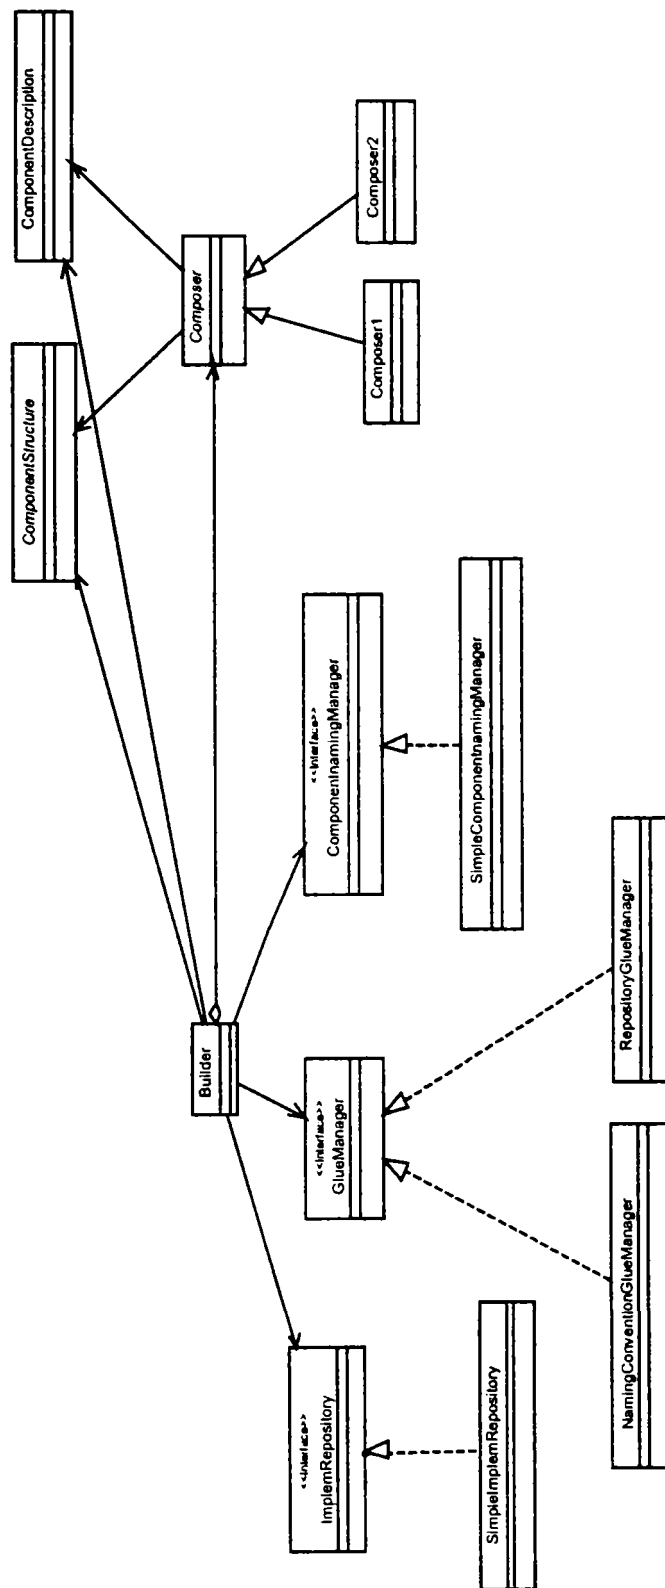 ComponentDescription
ComponentStructure
Composer
Composer2
Composer1
<<Interface>>
ComponentnamingManager
SimpleComponentnamingManager
Builder
<<Interface>>
GlueManager
RepositoryGlueManager
NamingConventionGlueManager
<<Interface>>
ImplemRepository
SimpleImplemRepository